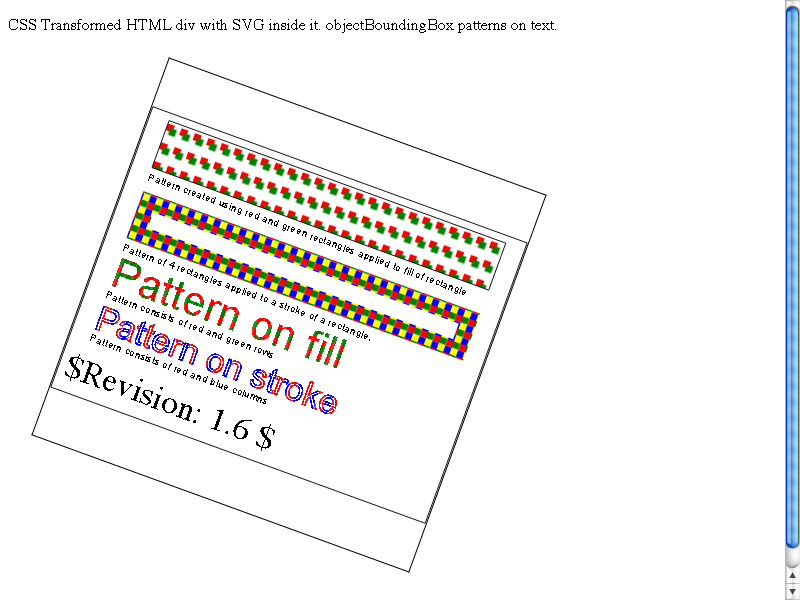 CSS Transformed HTML div with SVG inside it. objectBoundingBox patterns on text.
Pattern created using red and green rectangles applied to fill of rectangle
Pattern of 4 rectangles applied to a stroke of a rectangle.
Pattern on fill
Pattern consists of red and green rows
Pattern on stroke
Pattern consists of red and blue columns
$Revision: 1.6 $